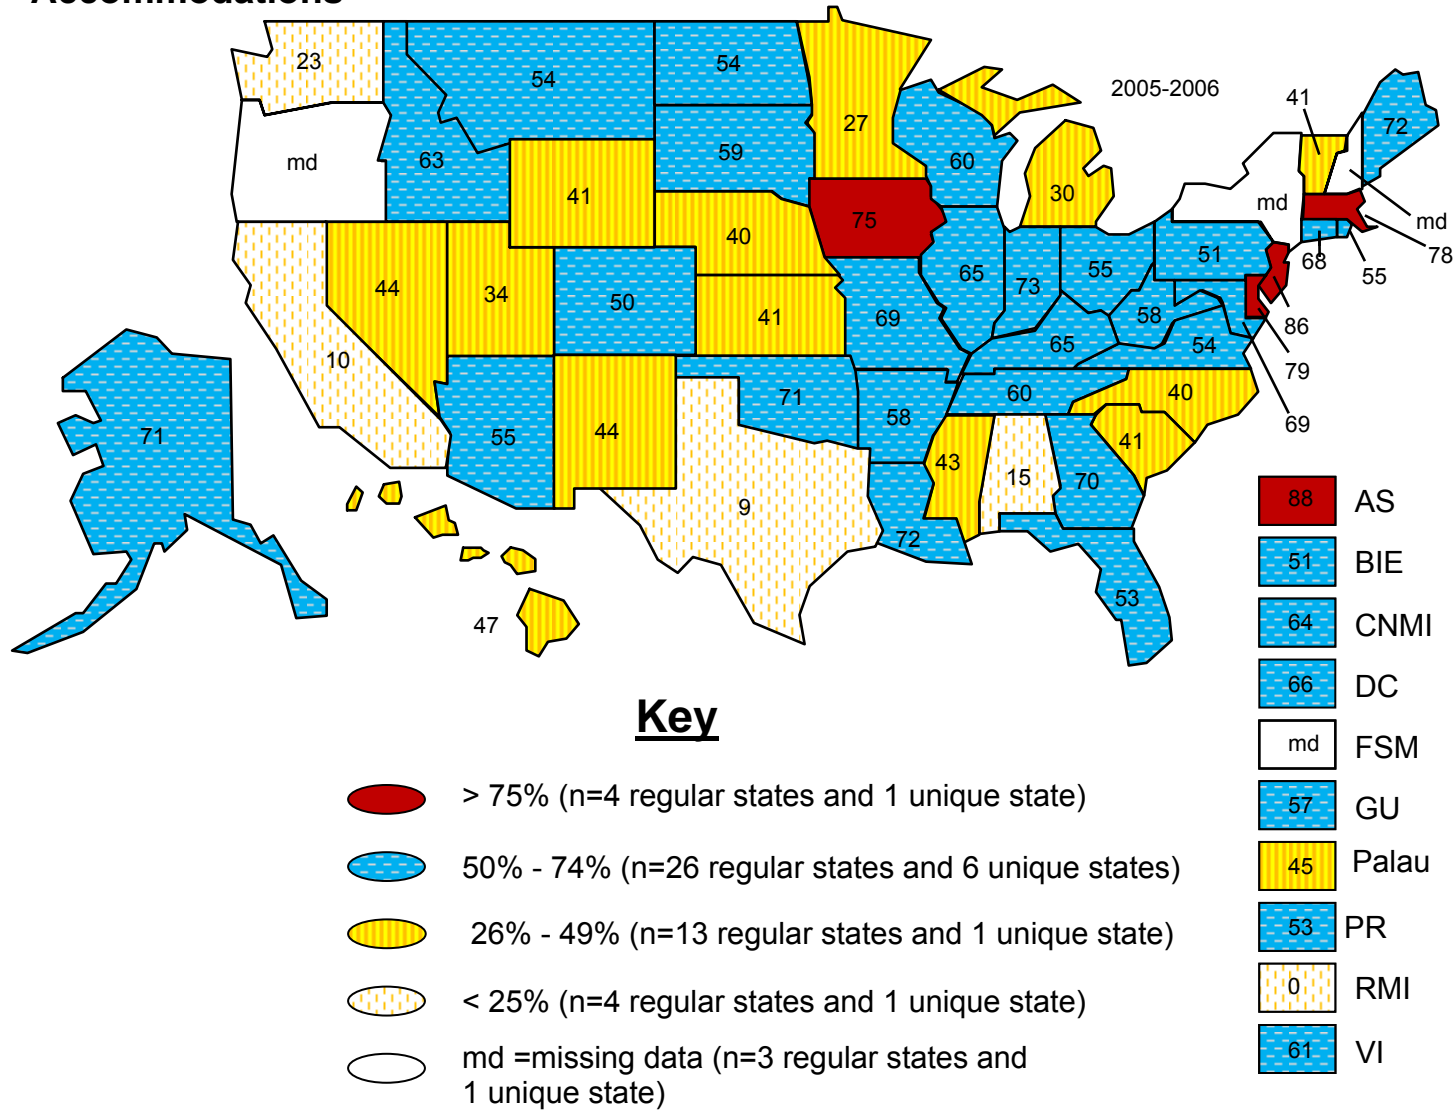 Accommodations
23
54
54
2005-2006
41
72
27
md
63
59
60
41
30
75
md
md
40
78
51
68
55
65
73
55
44
34
50
41
69
58
86
10
65
54
79
60
40
71
55
44
58
69
71
43
41
15
70
9
72
53
47
88 AS
51 BIE
64 CNMI
66 DC
md FSM
57 GU
45 Palau
53 PR
0 RMI
61 VI
Key
> 75% (n=4 regular states and 1 unique state)
50% - 74% (n=26 regular states and 6 unique states)
26% - 49% (n=13 regular states and 1 unique state)
< 25% (n=4 regular states and 1 unique state)
md =missing data (n=3 regular states and
1 unique state)